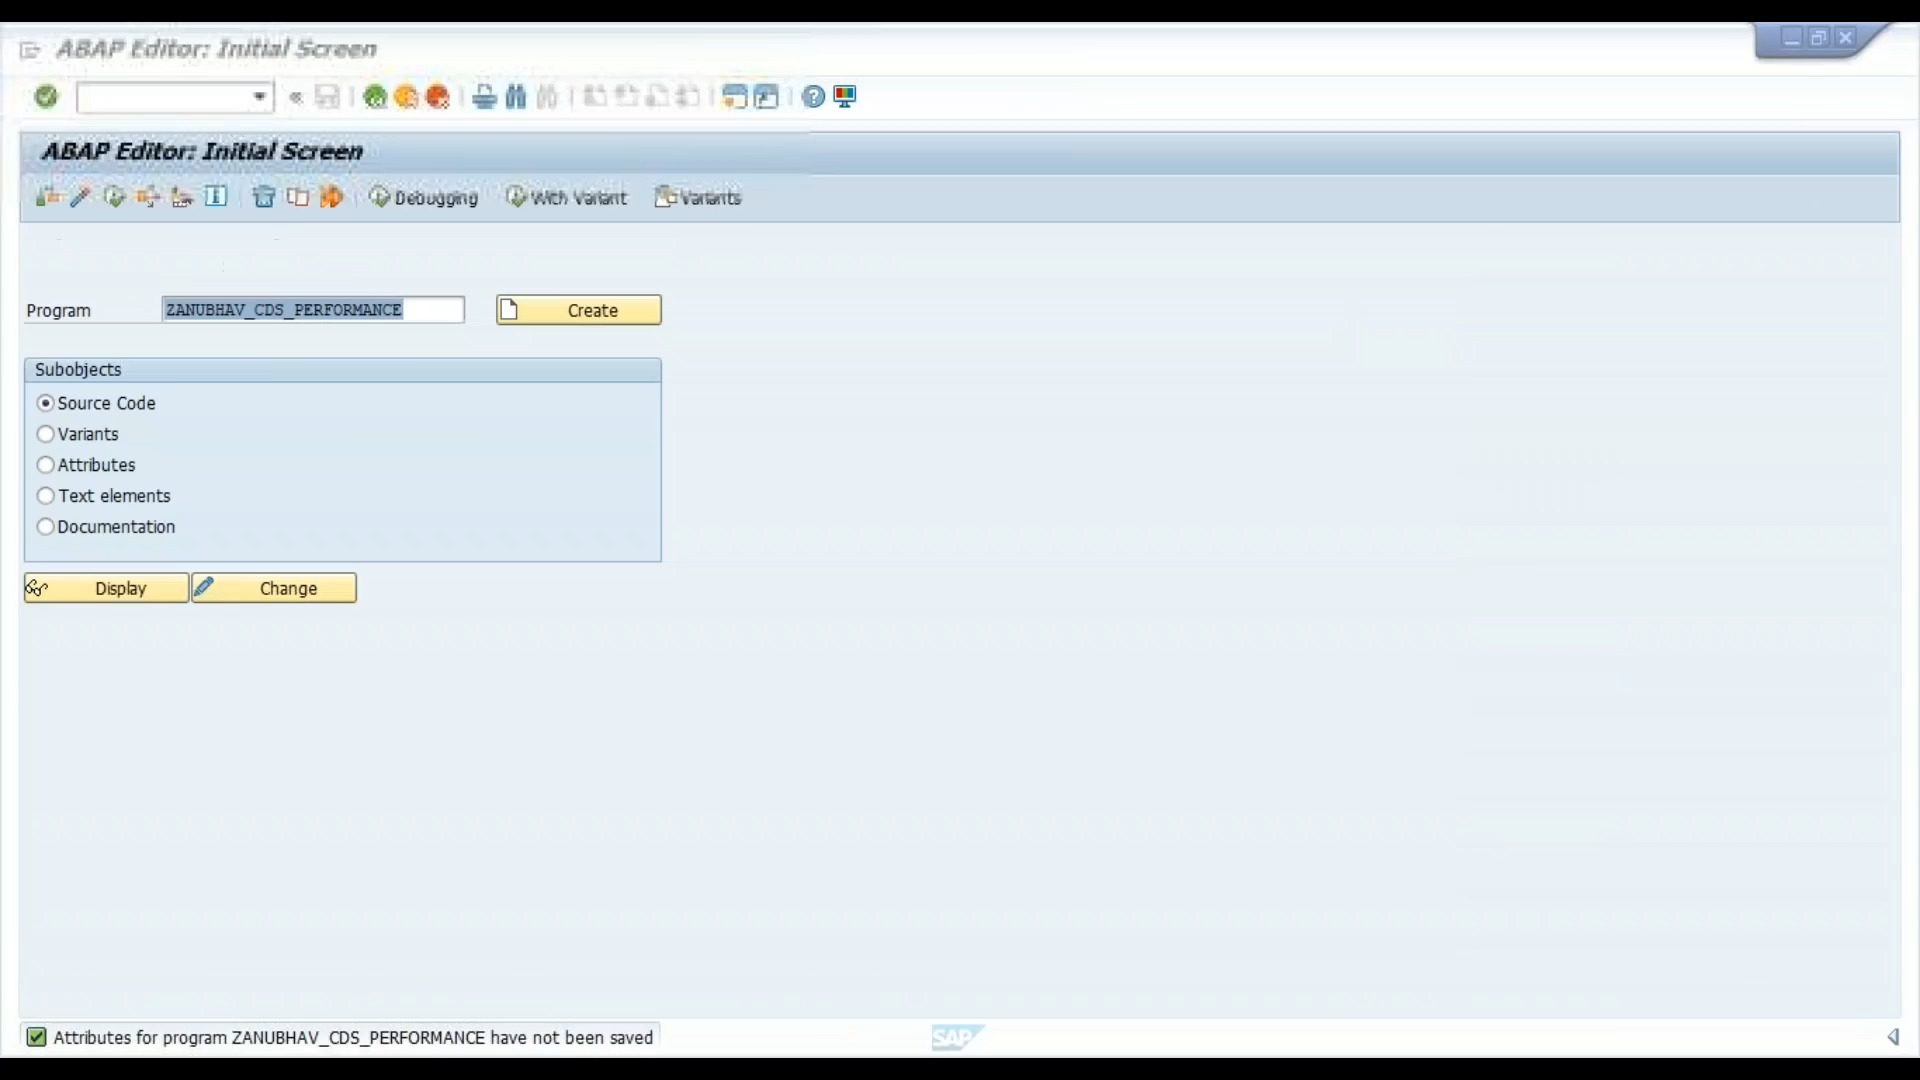 ABAP Editor: Initial Screen
ABAP Editor: Initial Screen
Debugging With Variant Variants
Program ZANUBHAV_CDS_PERFORMANCE Create
Subobjects
Source Code
Variants
Attributes
Text elements
Documentation
Display Change
Attributes for program ZANUBHAV_CDS_PERFORMANCE have not been saved
SAP